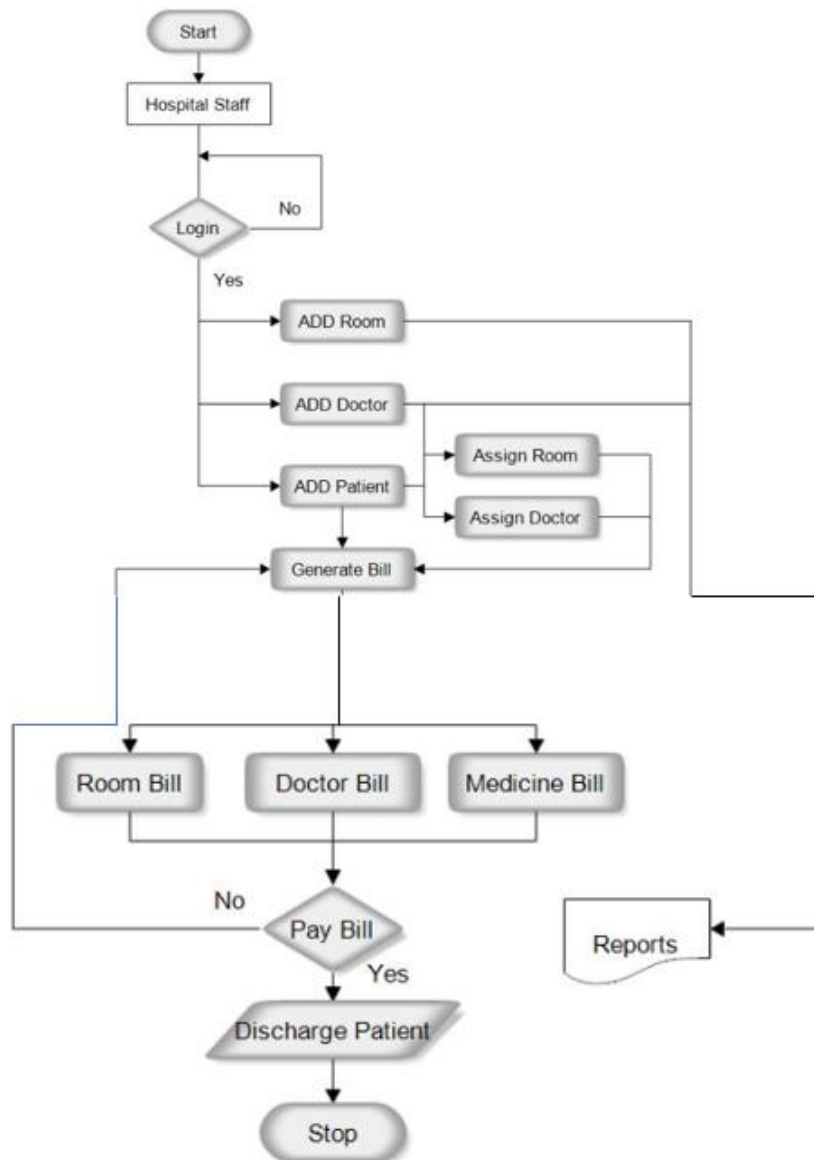 Start
Hospital Staff
No
Login
Yes
ADD Room
ADD Doctor
Assign Room
ADD Patient
Assign Doctor
Generate Bill
Room Bill
Doctor Bill
Medicine Bill
No
Pay Bill
Reports
Yes
Discharge Patient
Stop